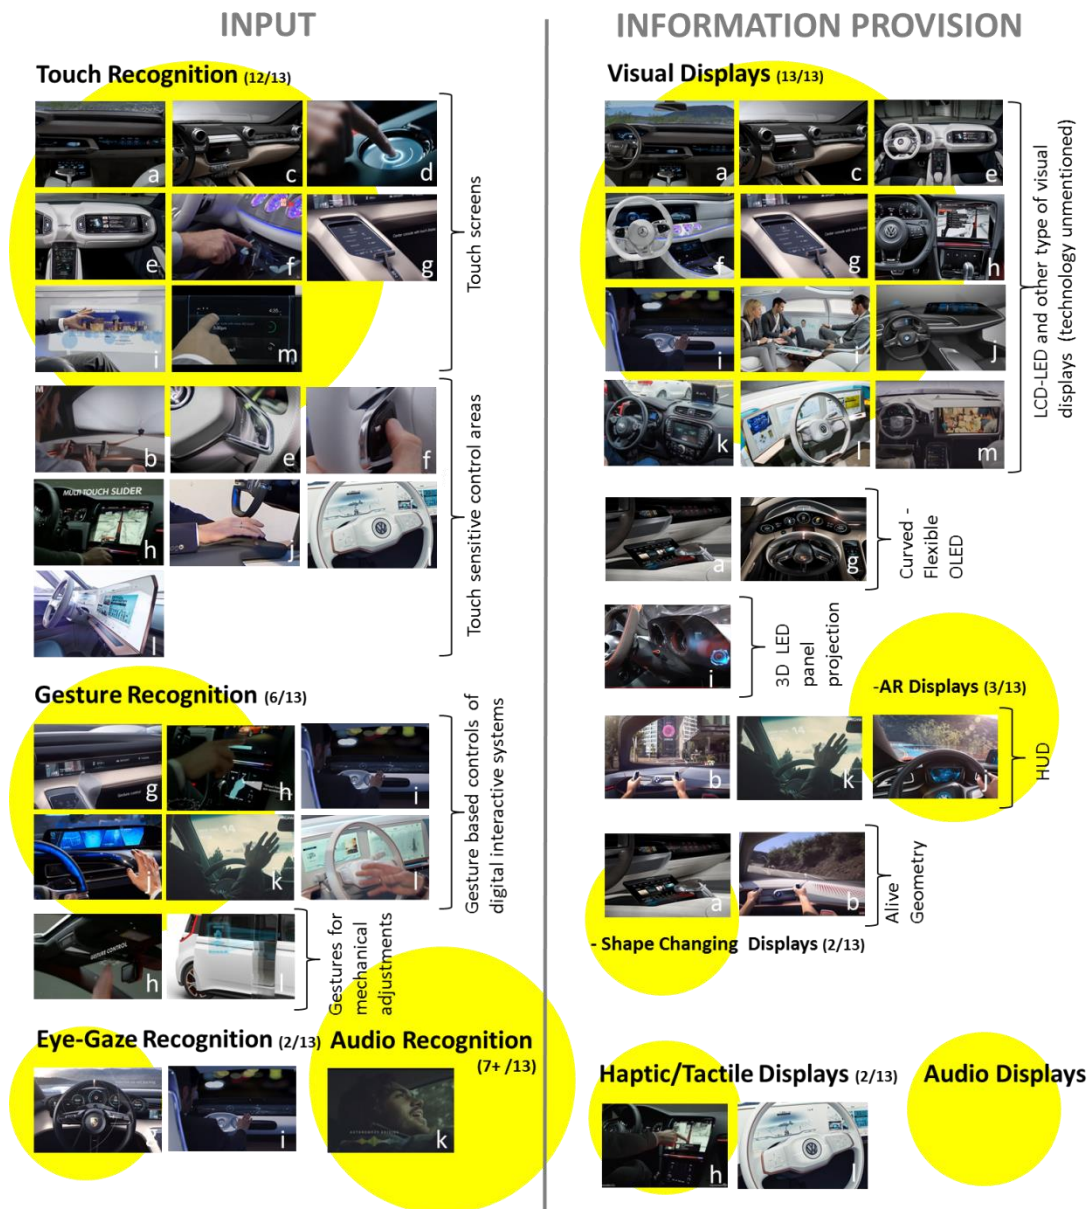 INPUT
Touch Recognition (12/13)
a
c
d
e
f
g
i
m
Touch screens
b
e
f
MULTI TOUCH SLIDER
h
j
l
l
Touch sensitive control areas
Gesture Recognition (6/13)
g
h
i
j
k
l
Gesture based controls of
digital interactive systems
GESTURE CONTROL
h
l
Gestures for
mechanical
adjustments
Eye-Gaze Recognition (2/13)
g
i
Audio Recognition
(7+ /13)
k
INFORMATION PROVISION
Visual Displays (13/13)
a
c
e
f
g
h
i
i
j
k
l
m
LCD-LED and other type of visual
displays (technology unmentioned)
a
g
Curved -
Flexible
OLED
i
3D LED
panel
projection
-AR Displays (3/13)
b
k
j
HUD
a
b
Alive
Geometry
- Shape Changing Displays (2/13)
Haptic/Tactile Displays (2/13)
h
l
Audio Displays